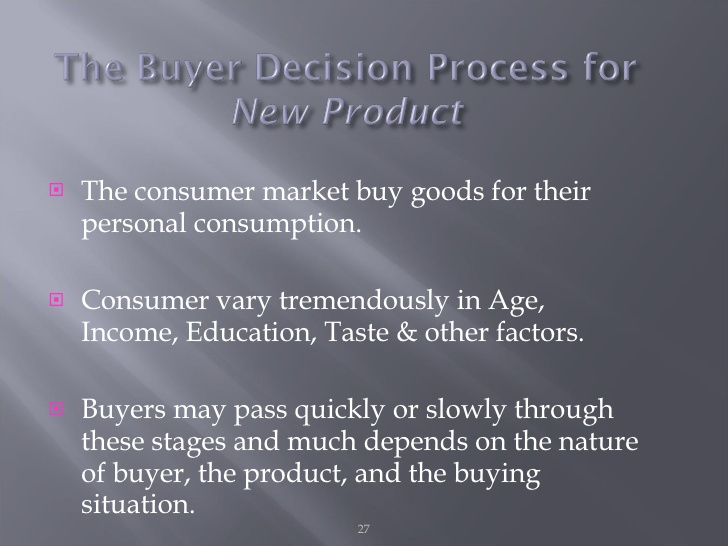 The Buyer Decision Process for
New Product
The consumer market buy goods for their
personal consumption.
Consumer vary tremendously in Age,
Income, Education, Taste & other factors.
Buyers may pass quickly or slowly through
these stages and much depends on the nature
of buyer, the product, and the buying
situation.
27